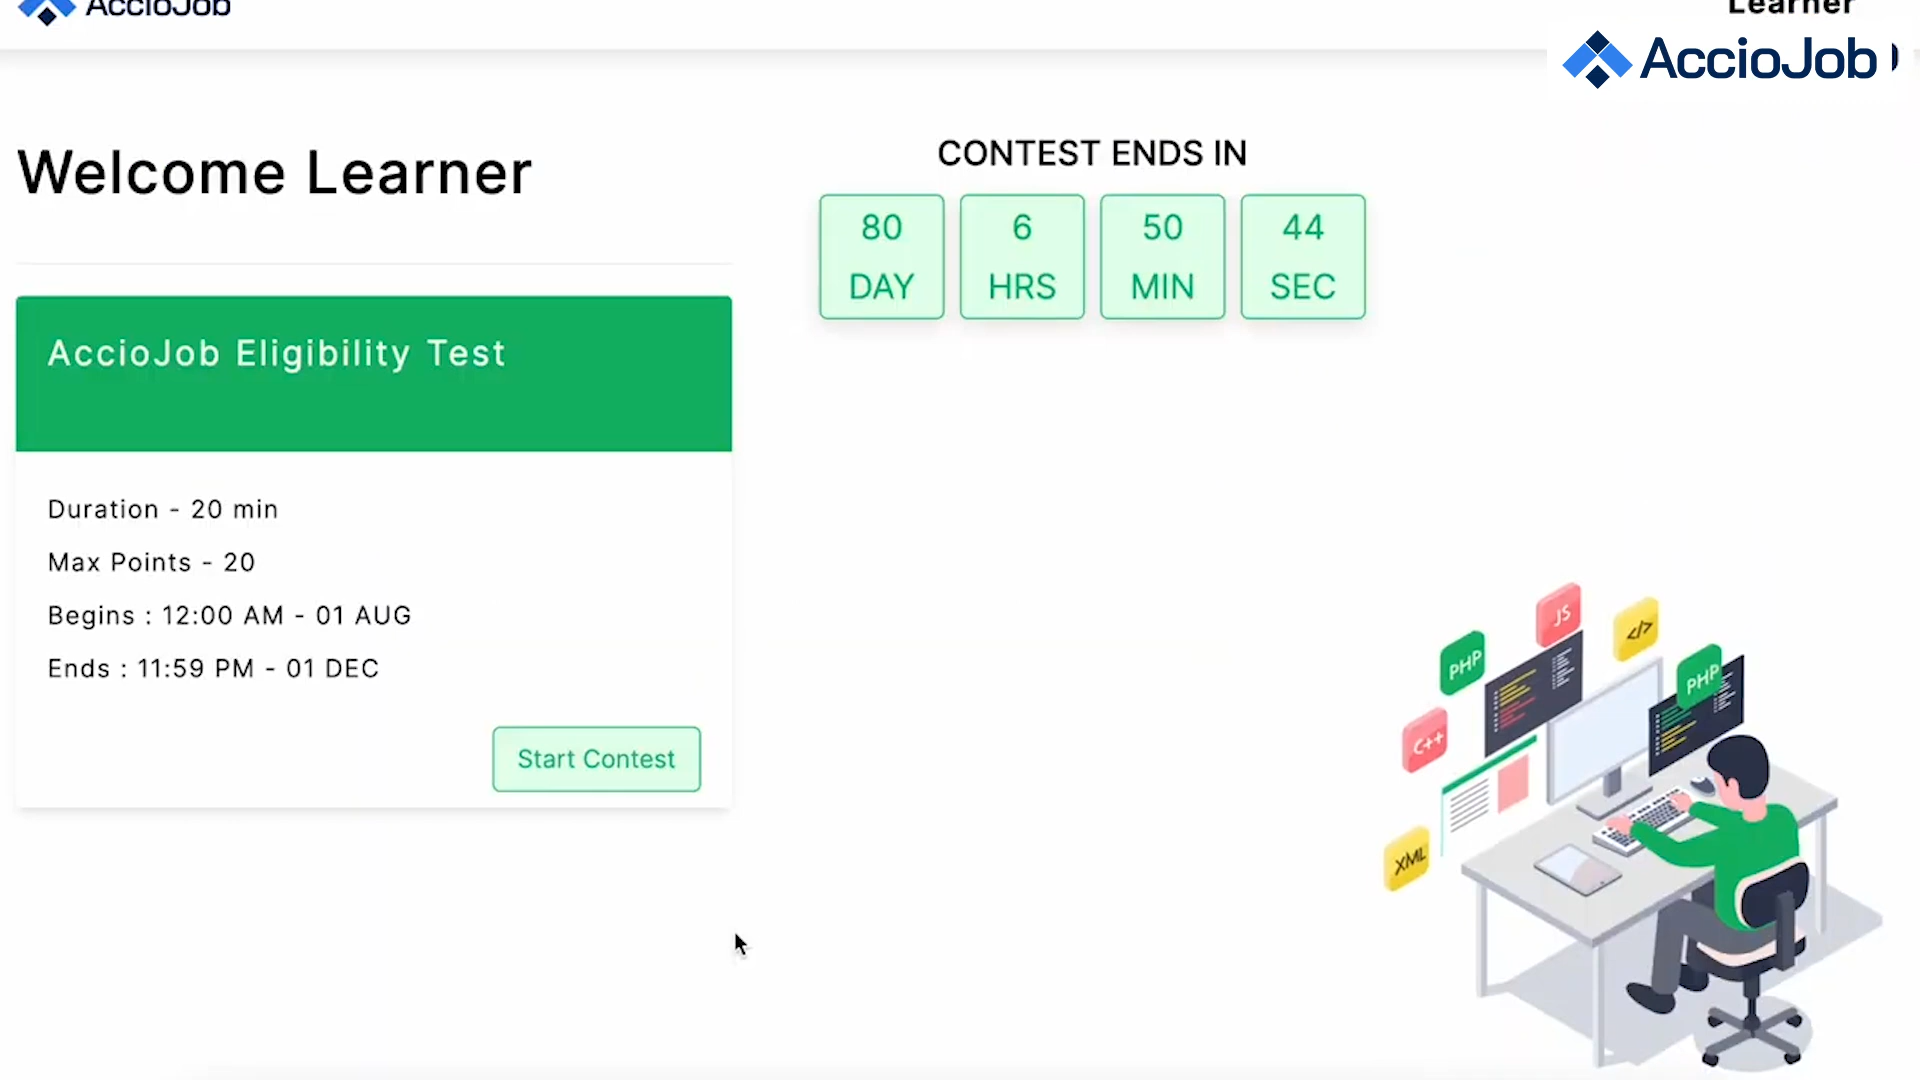 AccioJob
Learner
AccioJob
Welcome Learner
CONTEST ENDS IN
80 6 50 44
DAY HRS MIN SEC
AccioJob Eligibility Test
Duration - 20 min
Max Points - 20
Begins : 12:00 AM - 01 AUG
Ends : 11:59 PM - 01 DEC
Start Contest
JS
</>
PHP
PHP
C++
XML